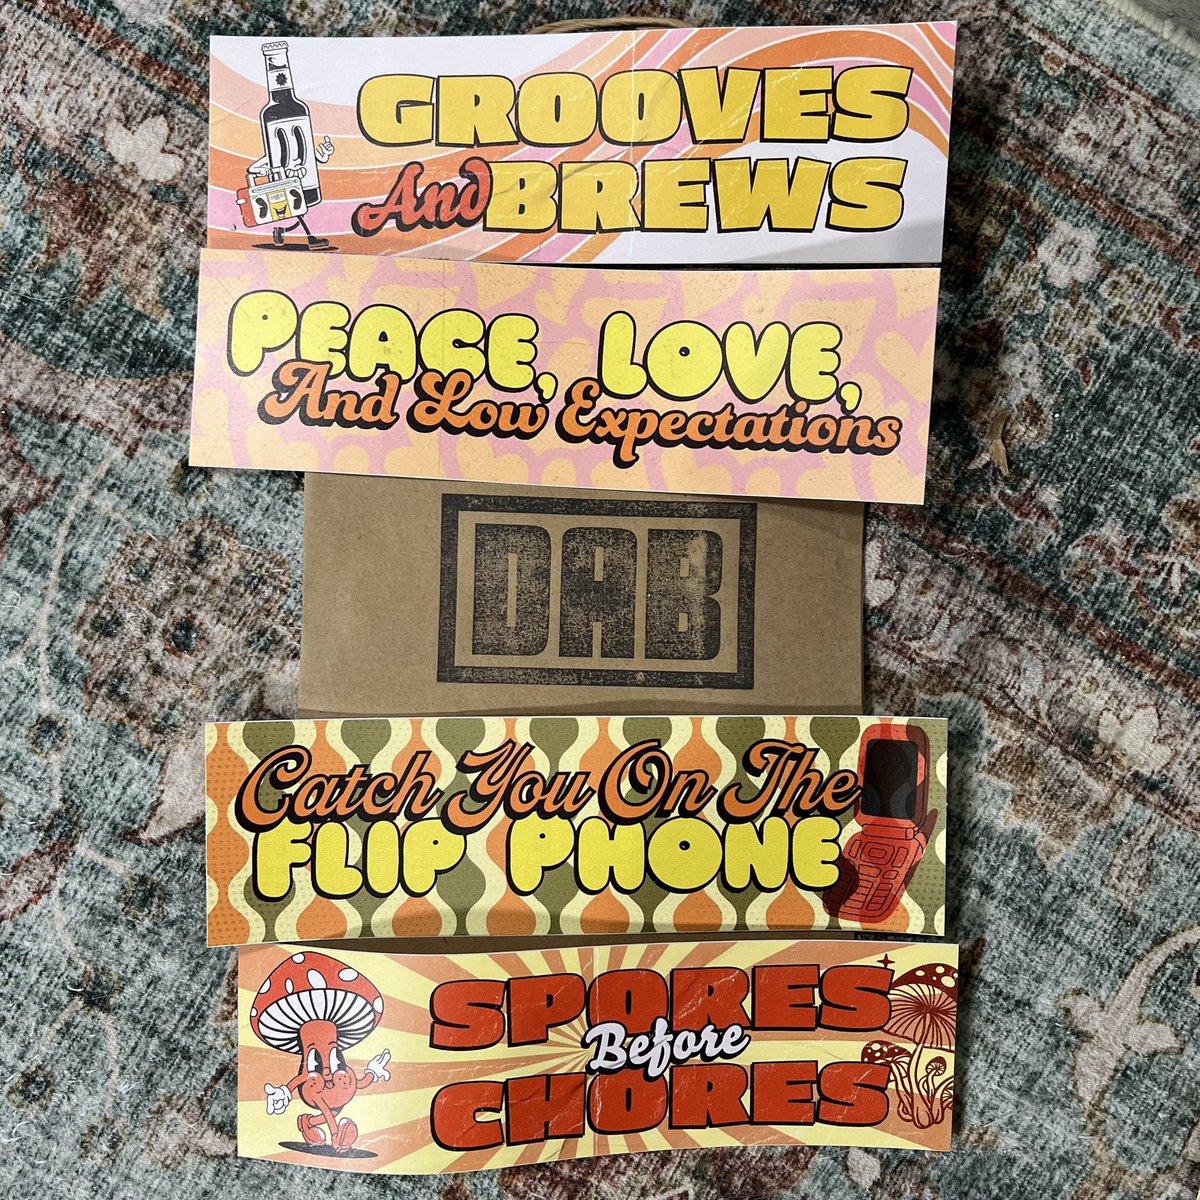 GROOVES
And BREWS
PEACE, LOVE,
And Low Expectations
DAB
Catch You On The
FLIP PHONE
SPORES
Before
CHORES